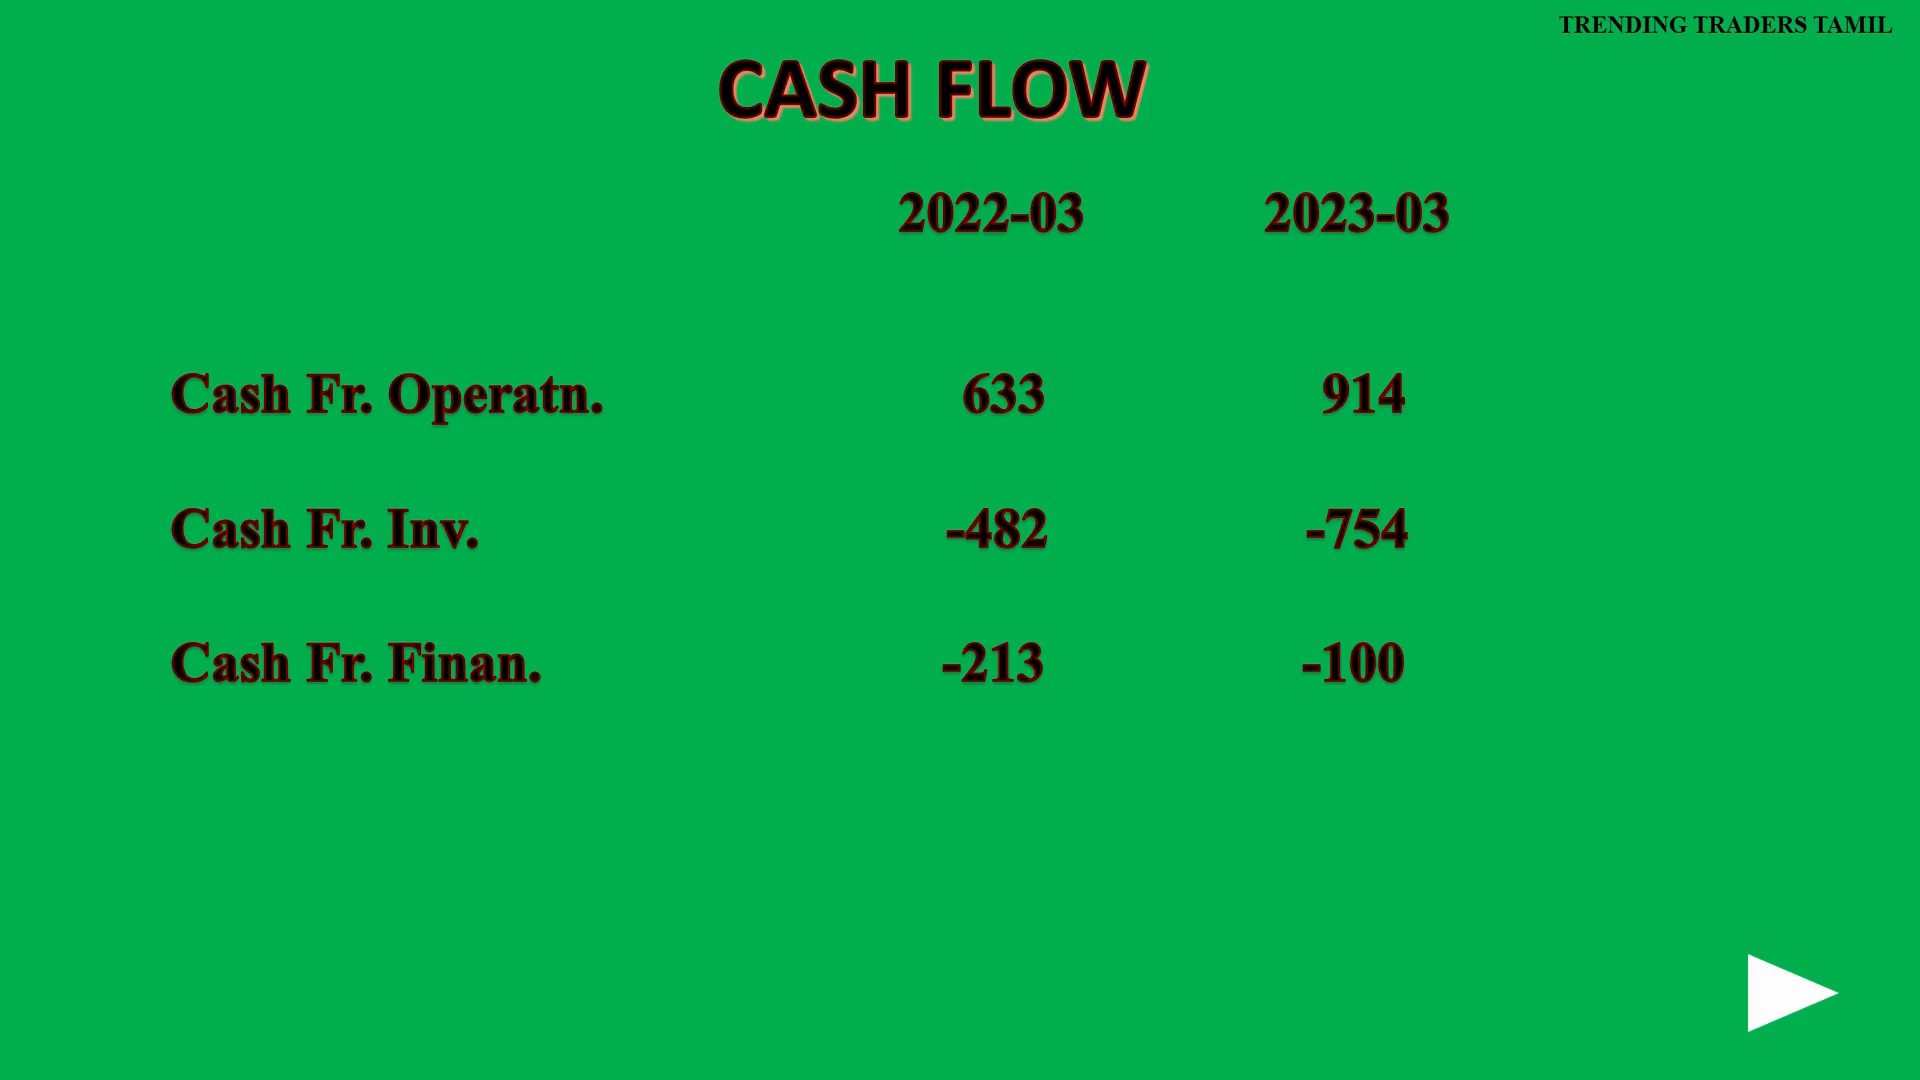 TRENDING TRADERS TAMIL
CASH FLOW
2022-03 2023-03
Cash Fr. Operatn. 633 914
Cash Fr. Inv. -482 -754
Cash Fr. Finan. -213 -100